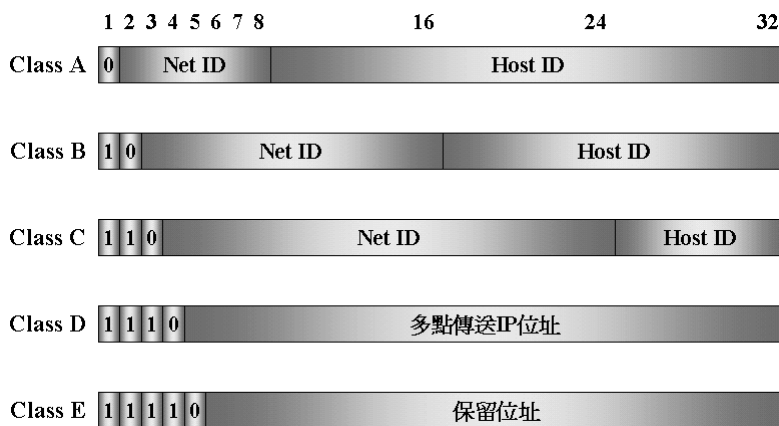 1 2 3 4 5 6 7 8 16 24 32
Class A 0 Net ID Host ID
Class B 1 0 Net ID Host ID
Class C 1 1 0 Net ID Host ID
Class D 1 1 1 0 多點傳送IP位址
Class E 1 1 1 1 0 保留位址